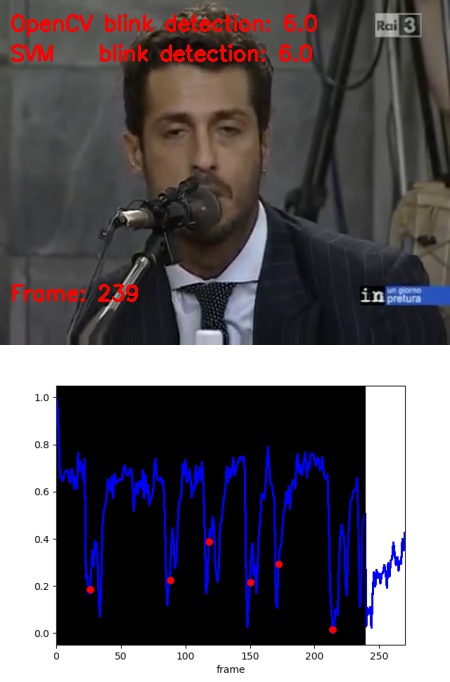 OpenCV blink detection: 6.0
Rai 3
SVM blink detection: 6.0
Frame: 239
in un giorno
pretura
1.0
0.8
0.6
0.4
0.2
0.0
0 50 100 150 200 250
frame